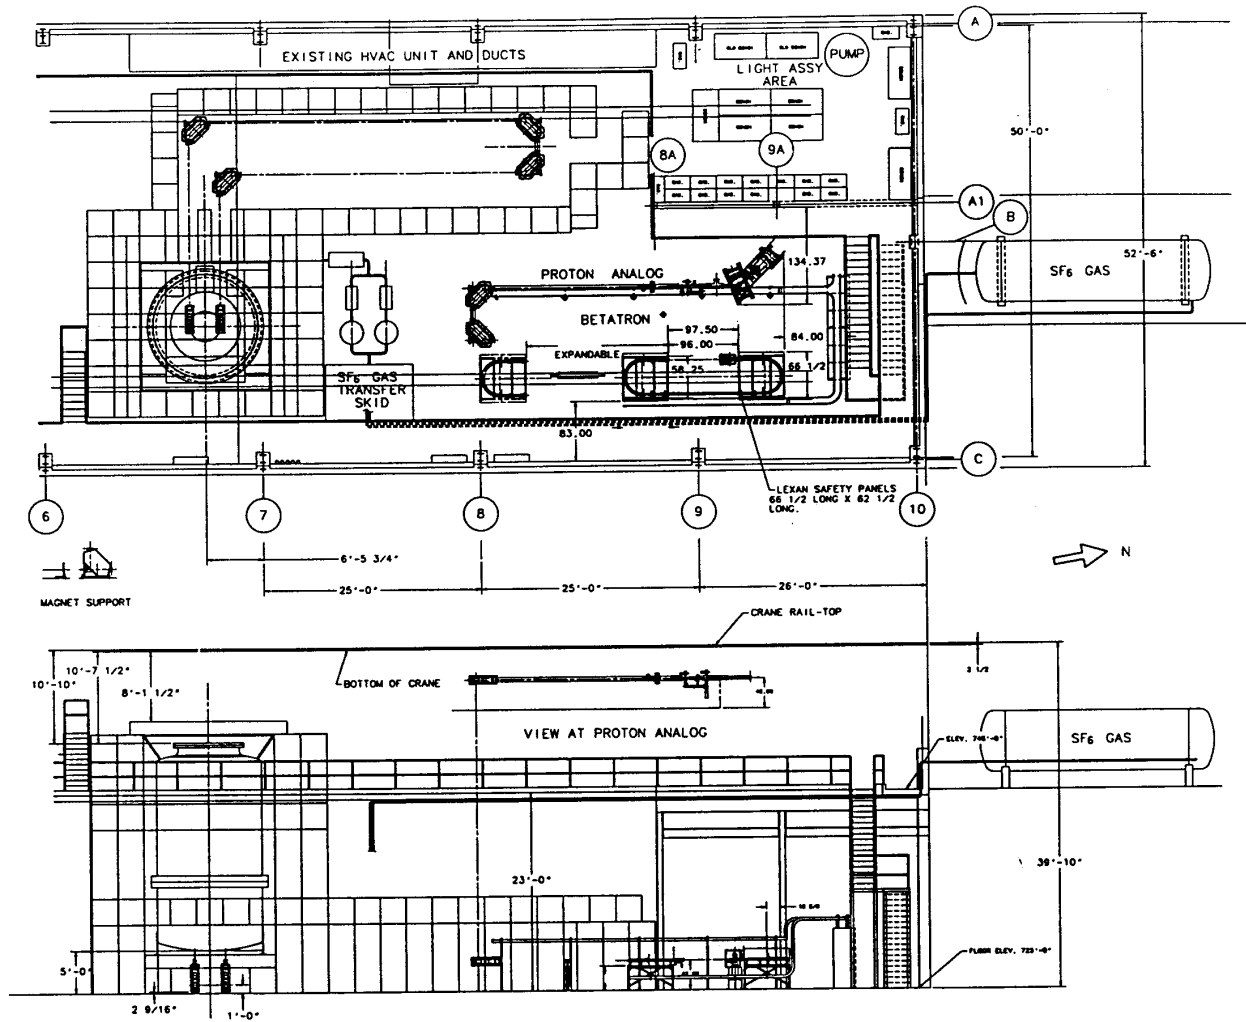 A
EXISTING HVAC UNIT AND DUCTS
PUMP
LIGHT ASSY
AREA
50'-0"
8A
9A
A1
B
134.37
52'-6"
SF6 GAS
PROTON ANALOG
BETATRON
97.50
96.00
84.00
EXPANDABLE
58.25
66 1/2
SF6 GAS
TRANSFER
SKID
83.00
C
LEXAN SAFETY PANELS
66 1/2 LONG X 62 1/2
LONG.
6
7
8
9
10
6'-5 3/4"
N
25'-0"
25'-0"
26'-0"
MAGNET SUPPORT
CRANE RAIL-TOP
3 1/2
10'-7 1/2"
10'-10"
8'-1 1/2"
BOTTOM OF CRANE
VIEW AT PROTON ANALOG
SF6 GAS
39'-10"
23'-0"
5'-0"
FLOOR ELEV. 723'-0"
2 9/16"
1'-0"